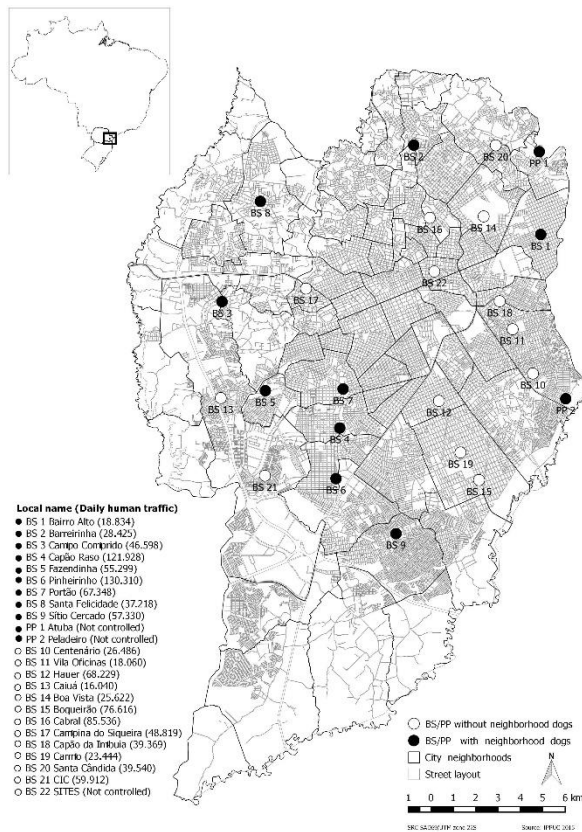 BS 2
BS 20
PP 1
BS 8
BS 16
BS 14
BS 1
BS 22
BS 17
BS 3
BS 18
BS 11
BS 10
BS 5
BS 7
PP 2
BS 13
BS 12
BS 4
BS 19
BS 21
BS 6
BS 15
BS 9
Local name (Daily human traffic)
BS 1 Bairro Alto (18.834)
BS 2 Barreirinha (28.425)
BS 3 Campo Comprido (46.598)
BS 4 Capão Raso (121.928)
BS 5 Fazendinha (55.299)
BS 6 Pinheirinho (130.310)
BS 7 Portão (67.348)
BS 8 Santa Felicidade (37.218)
BS 9 Sítio Cercado (57.330)
PP 1 Atuba (Not controlled)
PP 2 Peladeiro (Not controlled)
BS 10 Centenário (26.486)
BS 11 Vila Oficinas (18.060)
BS 12 Hauer (68.229)
BS 13 Caiuá (16.040)
BS 14 Boa Vista (25.622)
BS 15 Boqueirão (76.616)
BS 16 Cabral (85.536)
BS 17 Campina do Siqueira (48.819)
BS 18 Capão da Imbuia (39.369)
BS 19 Carmo (23.444)
BS 20 Santa Cândida (39.540)
BS 21 CIC (59.912)
BS 22 SITES (Not controlled)
BS/PP without neighborhood dogs
BS/PP with neighborhood dogs
City neighborhoods
Street layout
N
1 0 1 2 3 4 5 6 km
Source: IPPUC 2015